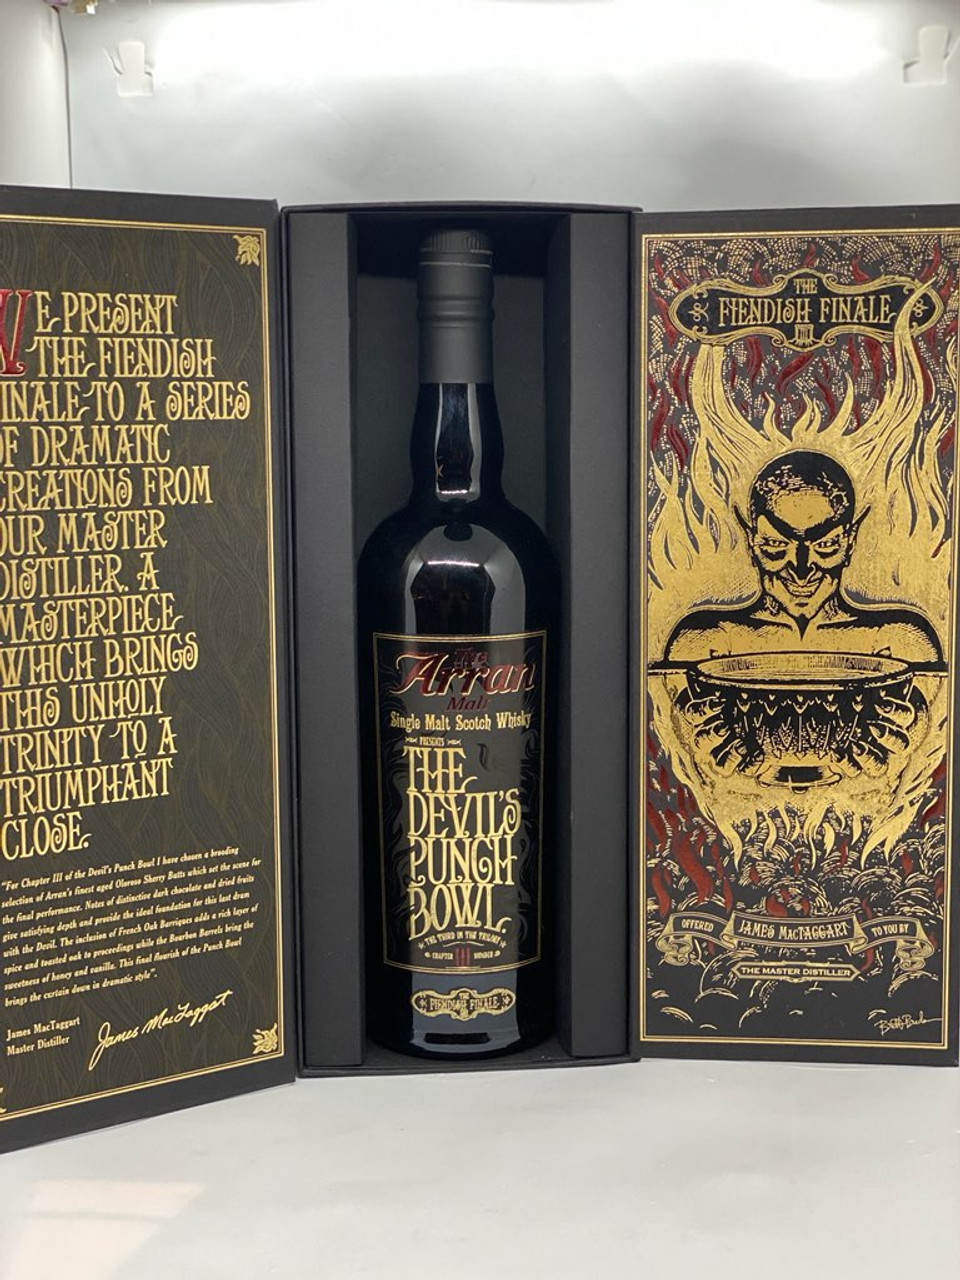 WE PRESENT
THE FIENDISH
FINALE TO A SERIES
OF DRAMATIC
CREATIONS FROM
OUR MASTER
DISTILLER. A
MASTERPIECE
WHICH BRINGS
THIS UNHOLY
TRINITY TO A
TRIUMPHANT
CLOSE.
"For Chapter III of the Devil's Punch Bowl I have chosen a brooding
selection of Arran's finest aged Oloroso Sherry Butts which set the scene for
the final performance. Notes of distinctive dark chocolate and dried fruits
give satisfying depth and provide the ideal foundation for this last dram
with the Devil. The inclusion of French Oak Barriques adds a rich layer of
spice and toasted oak to proceedings while the Bourbon Barrels bring the
sweetness of honey and vanilla. This final flourish of the Punch Bowl
brings the curtain down in dramatic style".
James MacTaggart
Master Distiller
James MacTaggart
The
Arran
Malt
Single Malt Scotch Whisky
PRESENTS
THE
DEVIL'S
PUNCH
BOWL
THE THIRD IN THE TRILOGY
CHAPTER III NUMBER
THE
FIENDISH FINALE
III
THE
FIENDISH FINALE
III
OFFERED TO YOU BY
JAMES MACTAGGART
THE MASTER DISTILLER